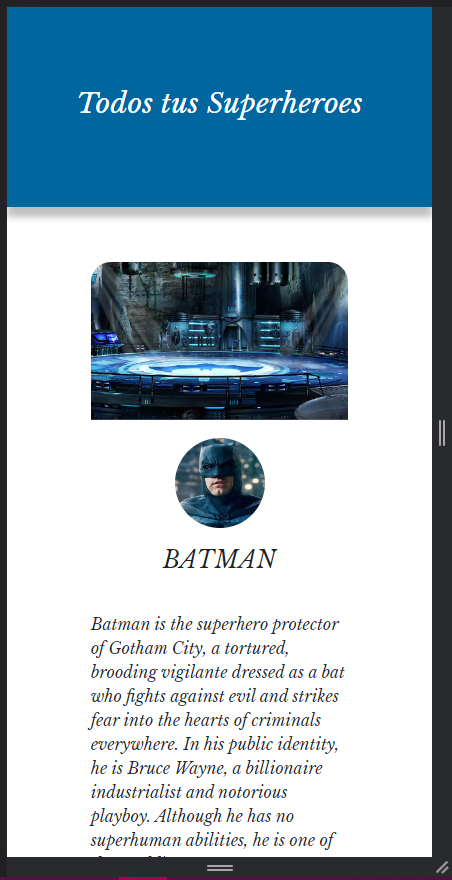 Todos tus Superheroes
BATMAN
Batman is the superhero protector
of Gotham City, a tortured,
brooding vigilante dressed as a bat
who fights against evil and strikes
fear into the hearts of criminals
everywhere. In his public identity,
he is Bruce Wayne, a billionaire
industrialist and notorious
playboy. Although he has no
superhuman abilities, he is one of